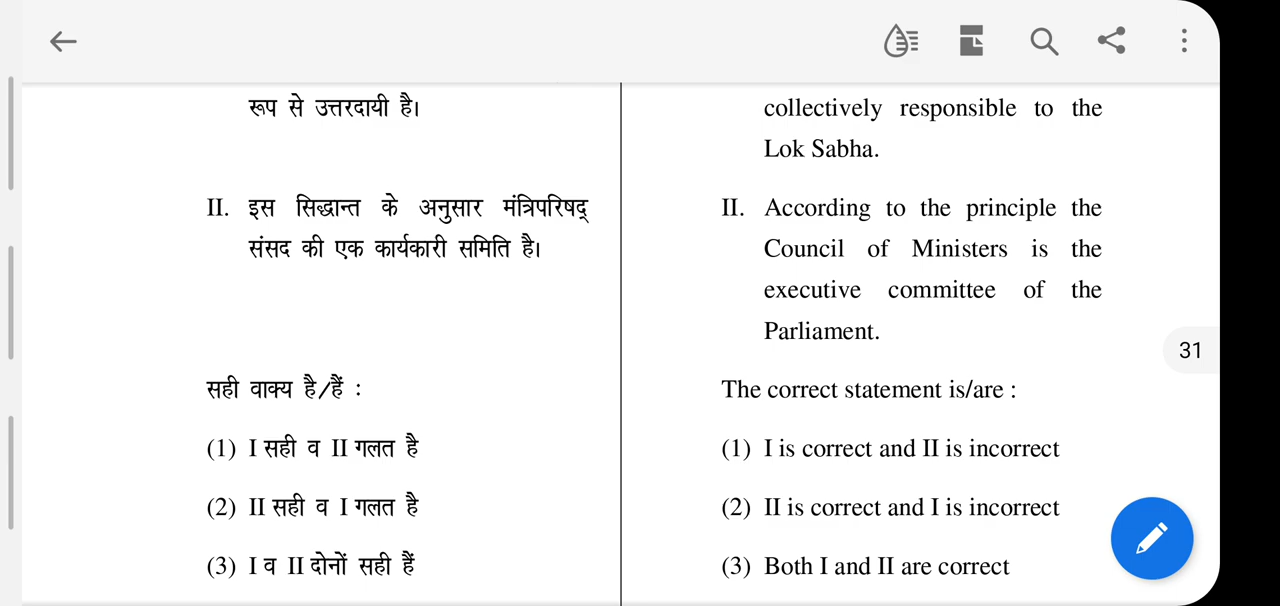 रूप से उत्तरदायी है।
II. इस सिद्धान्त के अनुसार मंत्रिपरिषद्
संसद की एक कार्यकारी समिति है।
सही वाक्य है/हैं :
(1) I सही व II गलत है
(2) II सही व I गलत है
(3) I व II दोनों सही हैं
collectively responsible to the
Lok Sabha.
II. According to the principle the
Council of Ministers is the
executive committee of the
Parliament.
The correct statement is/are :
(1) I is correct and II is incorrect
(2) II is correct and I is incorrect
(3) Both I and II are correct
31